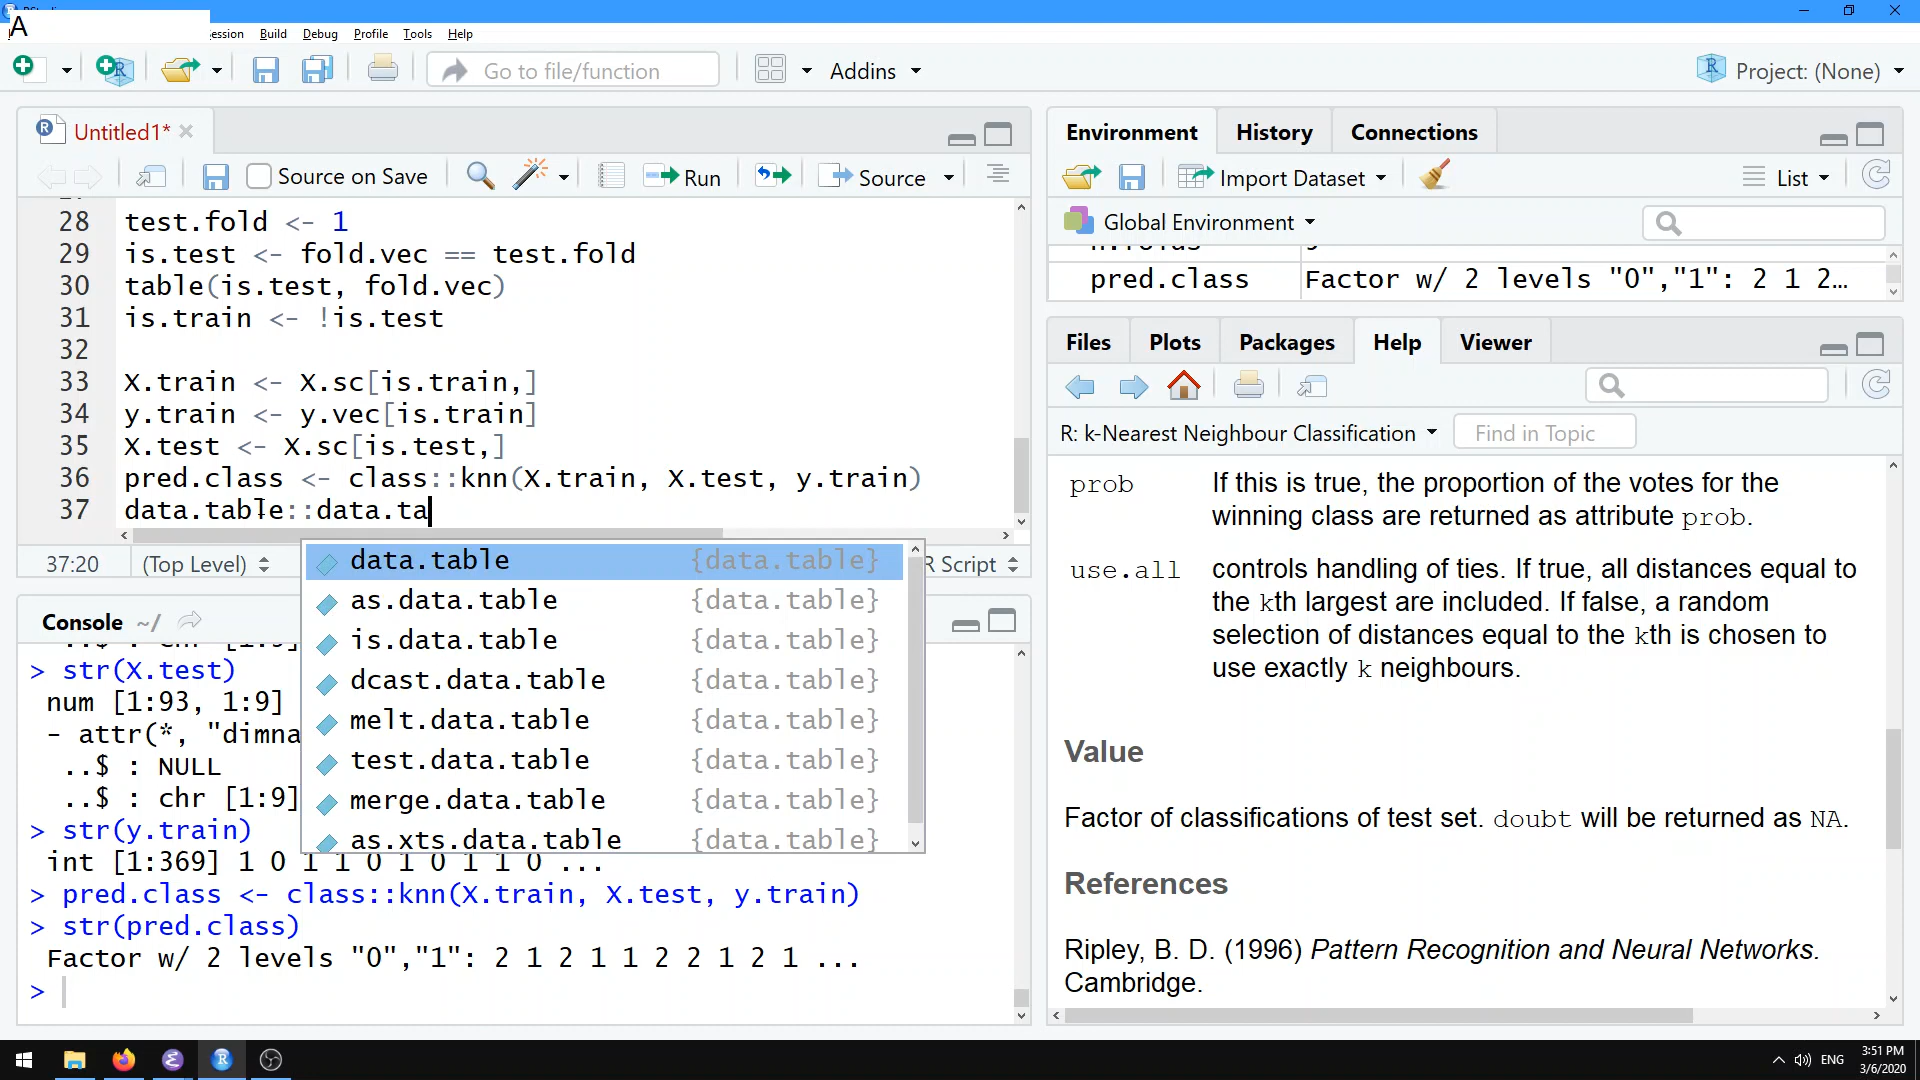 A
ession Build Debug Profile Tools Help
Go to file/function
Addins
Project: (None)
Untitled1*
Source on Save
Run
Source
28 test.fold <- 1
29 is.test <- fold.vec == test.fold
30 table(is.test, fold.vec)
31 is.train <- !is.test
32
33 X.train <- X.sc[is.train,]
34 y.train <- y.vec[is.train]
35 X.test <- X.sc[is.test,]
36 pred.class <- class::knn(X.train, X.test, y.train)
37 data.table::data.ta
37:20 (Top Level) R Script
data.table {data.table}
as.data.table {data.table}
is.data.table {data.table}
dcast.data.table {data.table}
melt.data.table {data.table}
test.data.table {data.table}
merge.data.table {data.table}
as.xts.data.table {data.table}
Console ~/
> str(X.test)
num [1:93, 1:9]
- attr(*, "dimna
..$ : NULL
..$ : chr [1:9]
> str(y.train)
int [1:369] 1 0 1 1 0 1 0 1 1 0 ...
> pred.class <- class::knn(X.train, X.test, y.train)
> str(pred.class)
Factor w/ 2 levels "0","1": 2 1 2 1 1 2 2 1 2 1 ...
>
Environment History Connections
Import Dataset
List
Global Environment
pred.class Factor w/ 2 levels "0","1": 2 1 2…
Files Plots Packages Help Viewer
R: k-Nearest Neighbour Classification Find in Topic
prob If this is true, the proportion of the votes for the
winning class are returned as attribute prob.
use.all controls handling of ties. If true, all distances equal to
the kth largest are included. If false, a random
selection of distances equal to the kth is chosen to
use exactly k neighbours.
Value
Factor of classifications of test set. doubt will be returned as NA.
References
Ripley, B. D. (1996) Pattern Recognition and Neural Networks.
Cambridge.
ENG
3:51 PM
3/6/2020